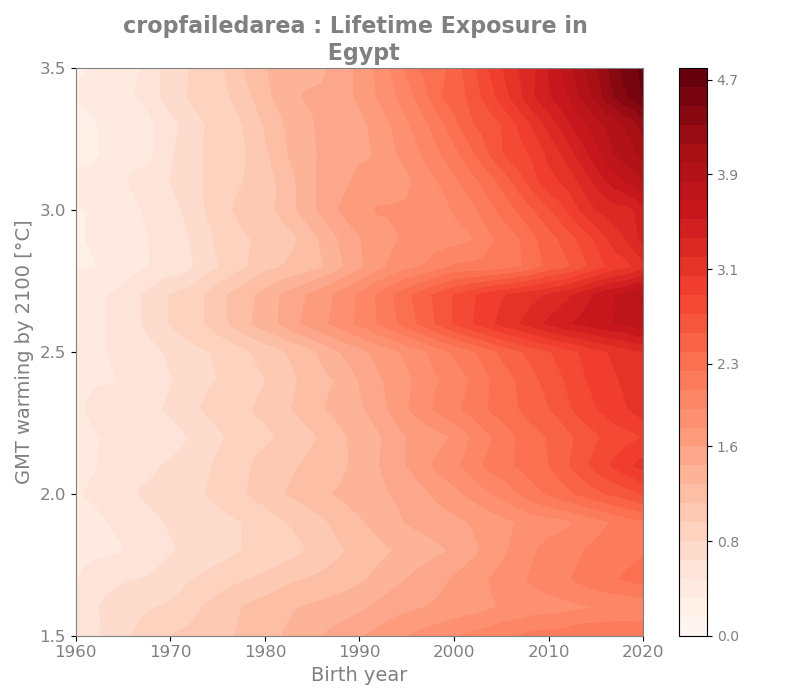 cropfailedarea : Lifetime Exposure in
Egypt
3.5
3.0
2.5
2.0
1.5
GMT warming by 2100 [°C]
1960 1970 1980 1990 2000 2010 2020
Birth year
4.7
3.9
3.1
2.3
1.6
0.8
0.0